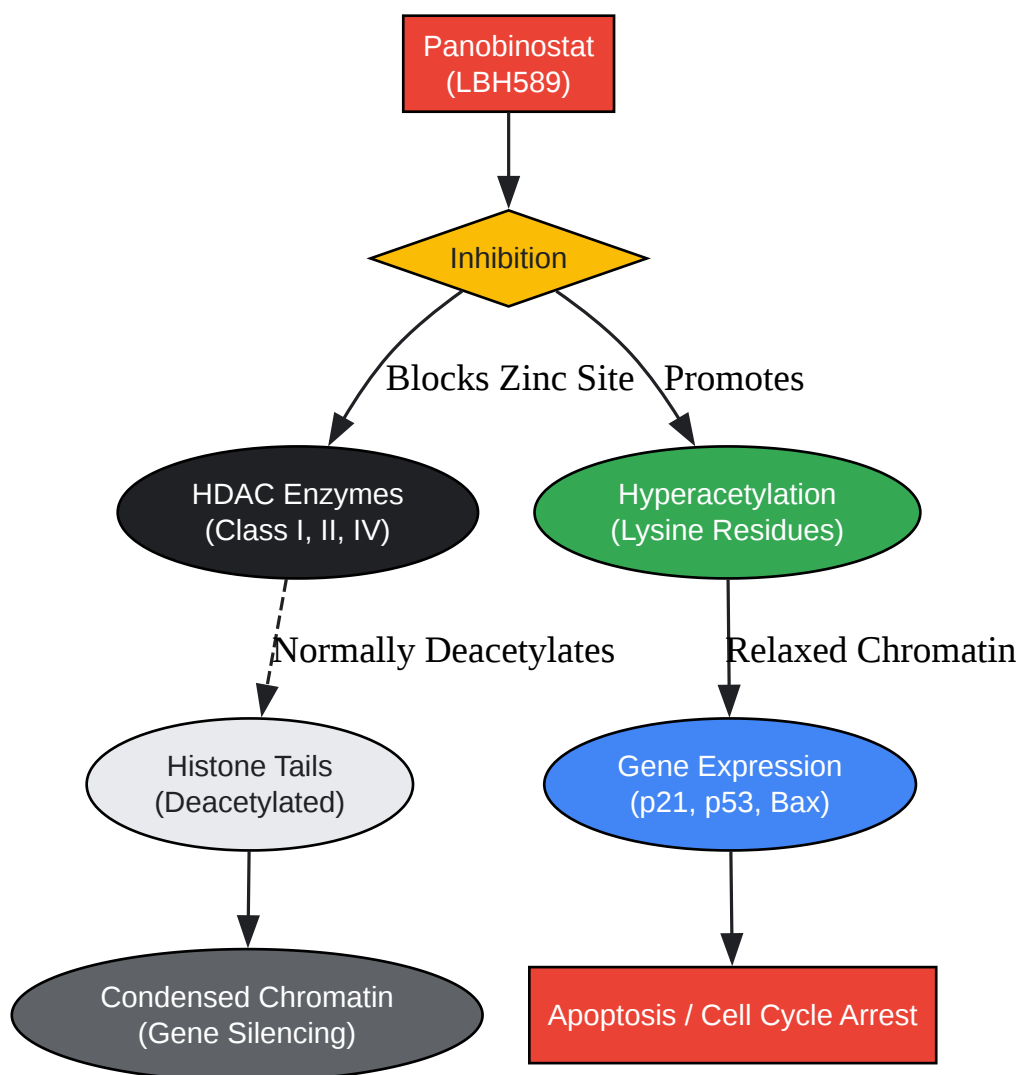 Panobinostat
(LBH589)
Inhibition
Blocks Zinc Site
Promotes
HDAC Enzymes
(Class I, II, IV)
Hyperacetylation
(Lysine Residues)
Normally Deacetylates
Relaxed Chromatin
Histone Tails
(Deacetylated)
Gene Expression
(p21, p53, Bax)
Condensed Chromatin
(Gene Silencing)
Apoptosis / Cell Cycle Arrest